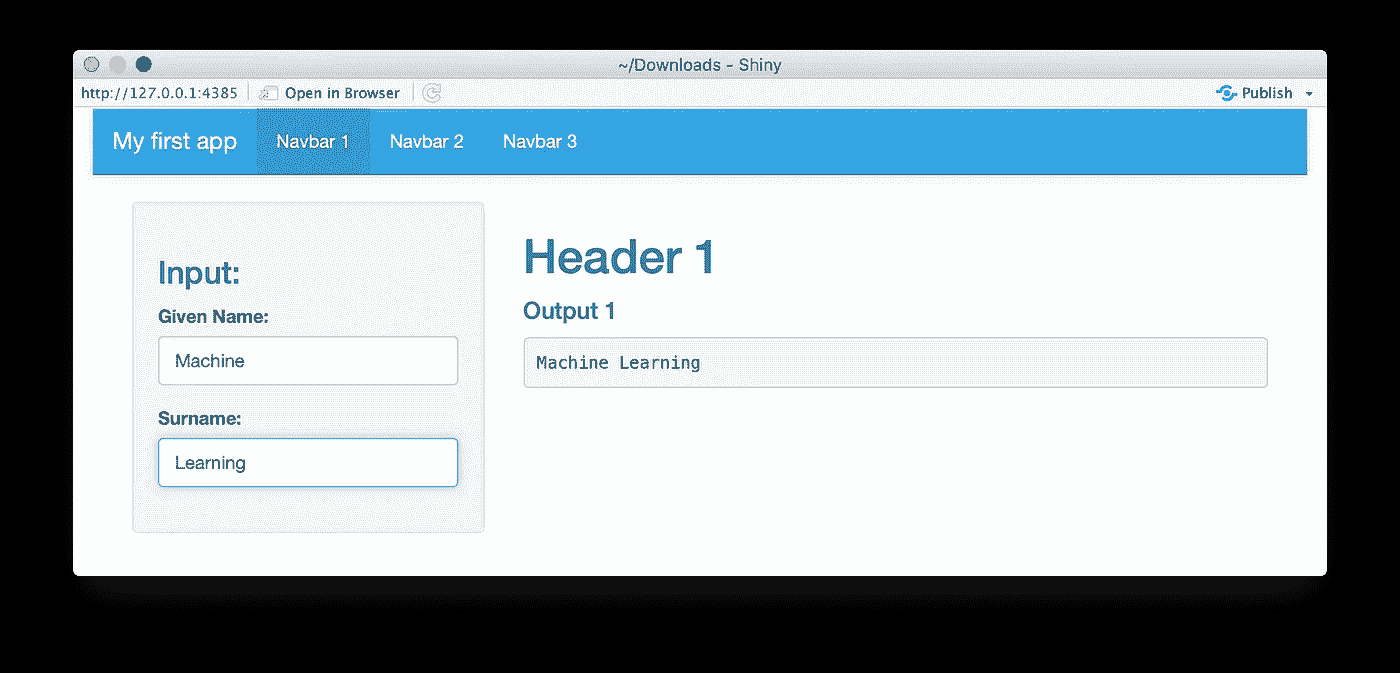 ~/Downloads - Shiny
http://127.0.0.1:4385 Open in Browser Publish
My first app Navbar 1 Navbar 2 Navbar 3
Input:
Given Name:
Machine
Surname:
Learning
Header 1
Output 1
Machine Learning